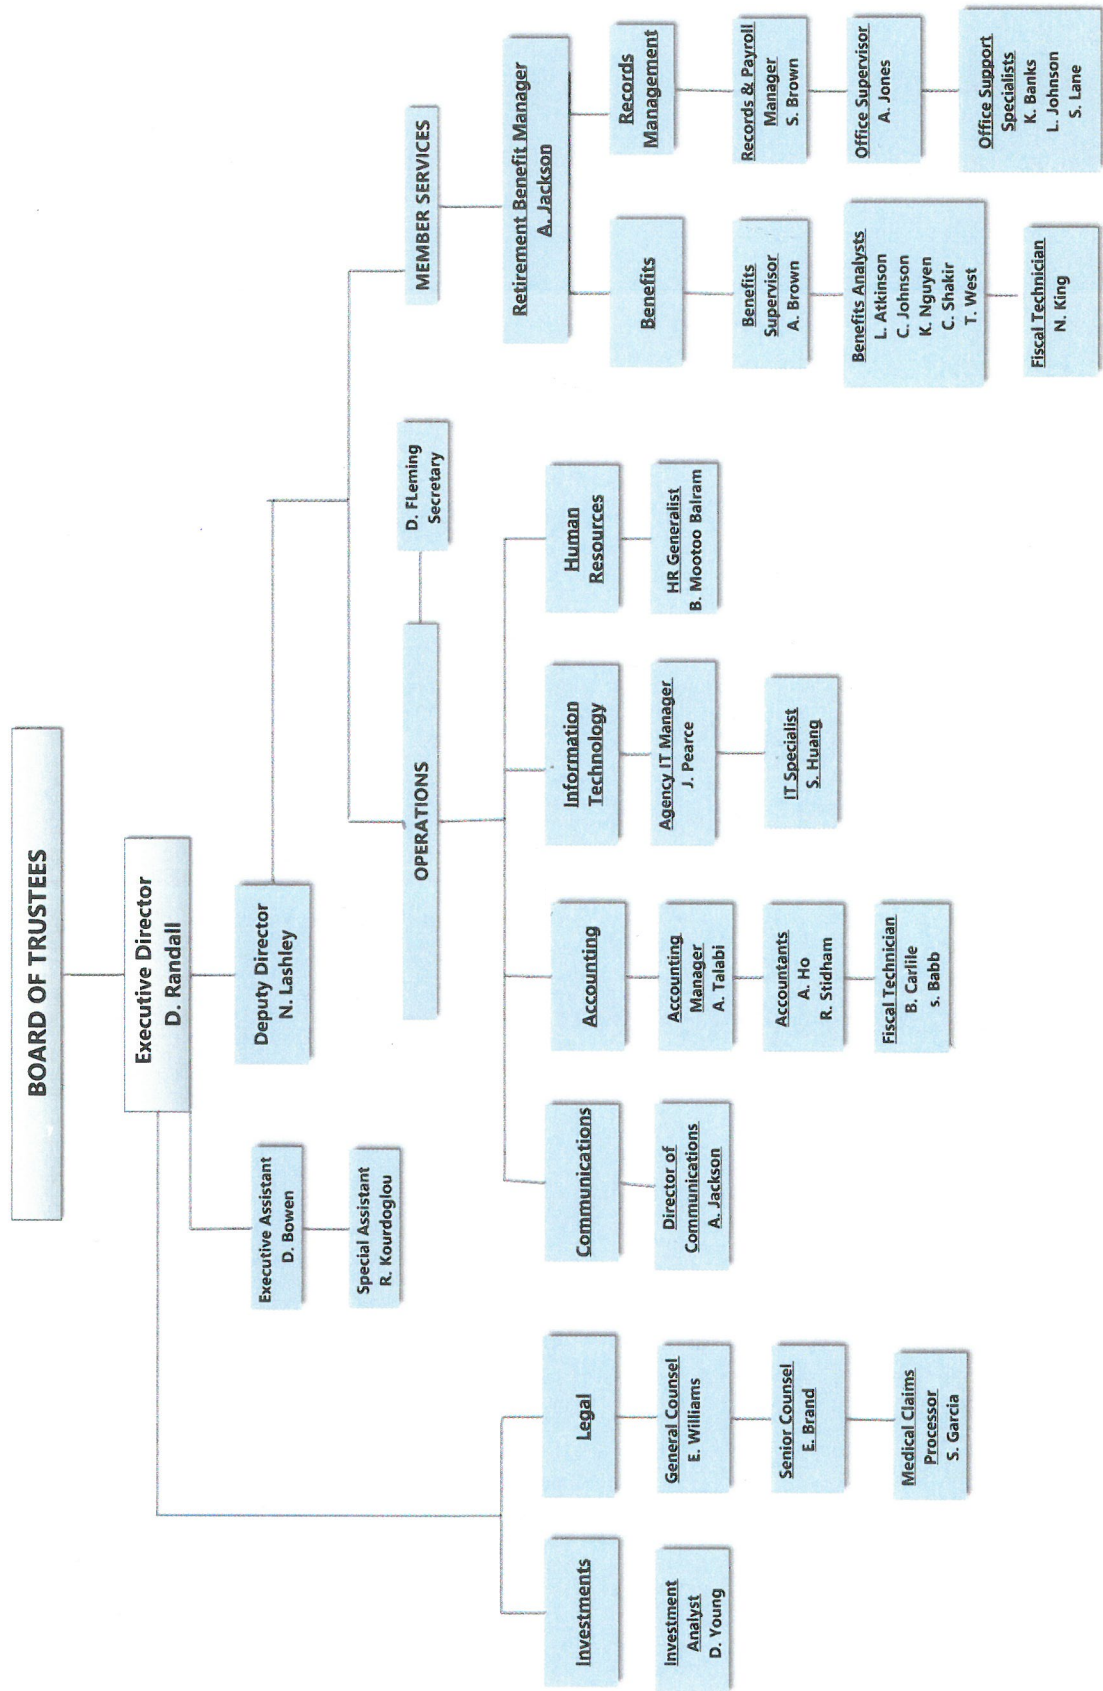 BOARD OF TRUSTEES
Executive Director
D. Randall
Deputy Director
N. Lashley
Executive Assistant
D. Bowen
Special Assistant
R. Kourdoglou
Investments
Investment
Analyst
D. Young
Legal
General Counsel
E. Williams
Senior Counsel
E. Brand
Medical Claims
Processor
S. Garcia
OPERATIONS
D. FLeming
Secretary
Communications
Director of
Communications
A. Jackson
Accounting
Accounting
Manager
A. Talabi
Accountants
A. Ho
R. Stidham
Fiscal Technician
B. Carlile
s. Babb
Information
Technology
Agency IT Manager
J. Pearce
IT Specialist
S. Huang
Human
Resources
HR Generalist
B. Mootoo Balram
MEMBER SERVICES
Retirement Benefit Manager
A. Jackson
Benefits
Benefits
Supervisor
A. Brown
Benefits Analysts
L. Atkinson
C. Johnson
K. Nguyen
C. Shakir
T. West
Fiscal Technician
N. King
Records
Management
Records & Payroll
Manager
S. Brown
Office Supervisor
A. Jones
Office Support
Specialists
K. Banks
L. Johnson
S. Lane